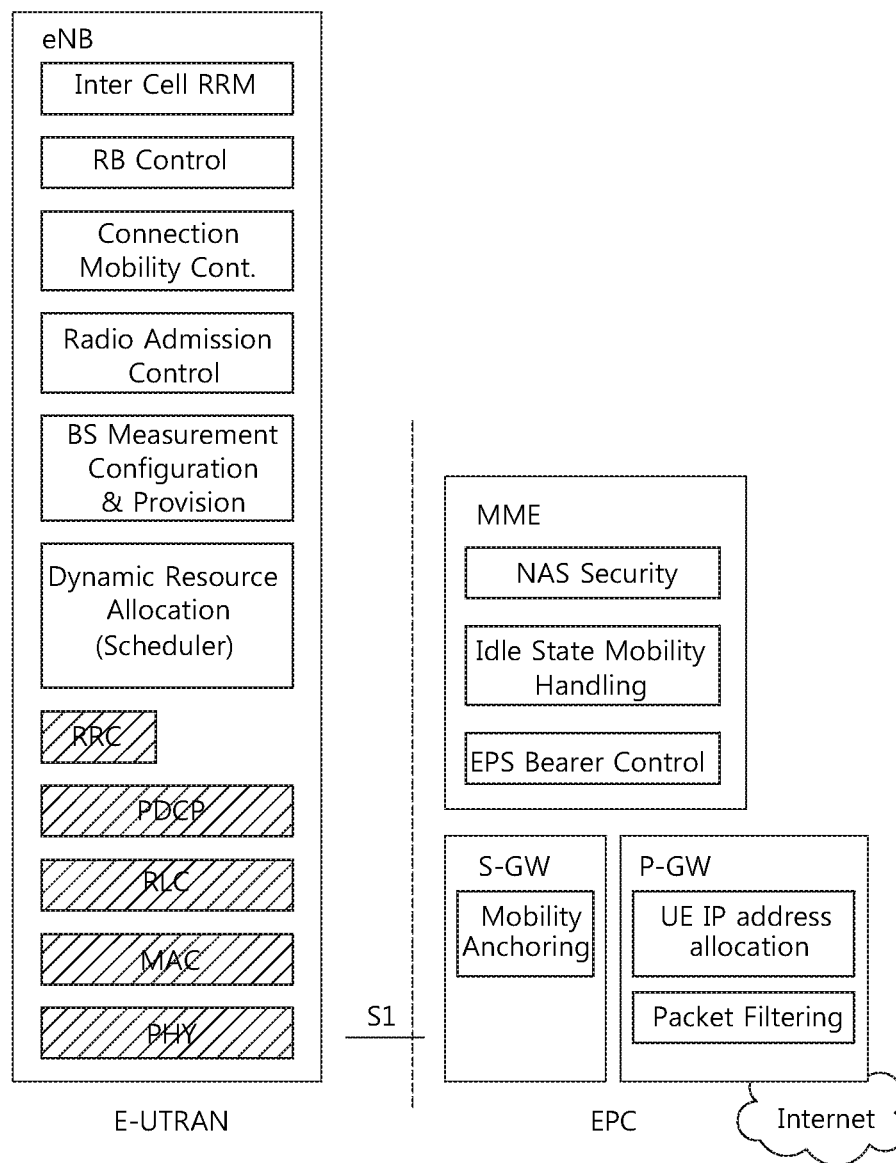 eNB
Inter Cell RRM
RB Control
Connection
Mobility Cont.
Radio Admission
Control
BS Measurement
Configuration
& Provision
Dynamic Resource
Allocation
(Scheduler)
RRC
PDCP
RLC
MAC
PHY
S1
MME
NAS Security
Idle State Mobility
Handling
EPS Bearer Control
S-GW
Mobility
Anchoring
P-GW
UE IP address
allocation
Packet Filtering
E-UTRAN
EPC
Internet